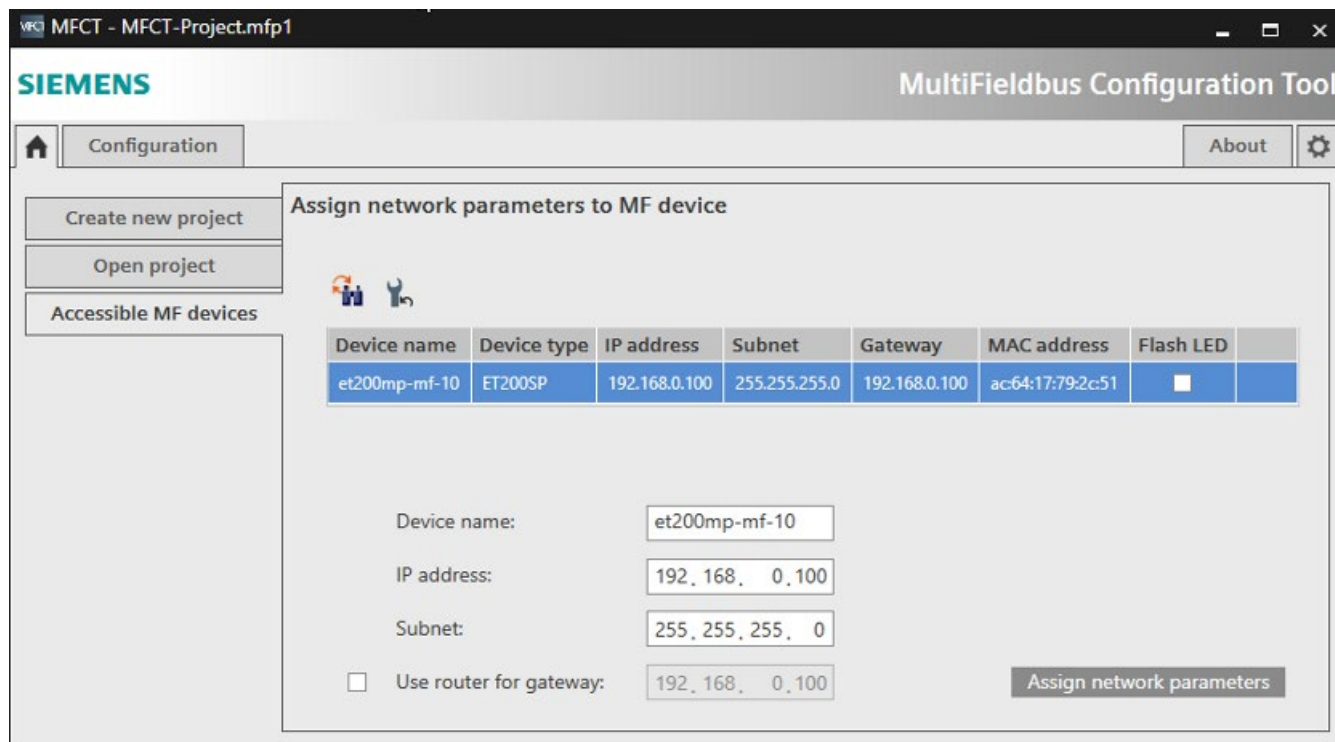 MFCT MFCT - MFCT-Project.mfp1
SIEMENS MultiFieldbus Configuration Tool
Configuration About
Create new project
Open project
Accessible MF devices
Assign network parameters to MF device
Device name Device type IP address Subnet Gateway MAC address Flash LED
et200mp-mf-10 ET200SP 192.168.0.100 255.255.255.0 192.168.0.100 ac:64:17:79:2c:51
Device name: et200mp-mf-10
IP address: 192.168. 0.100
Subnet: 255.255.255. 0
Use router for gateway: 192.168. 0.100
Assign network parameters